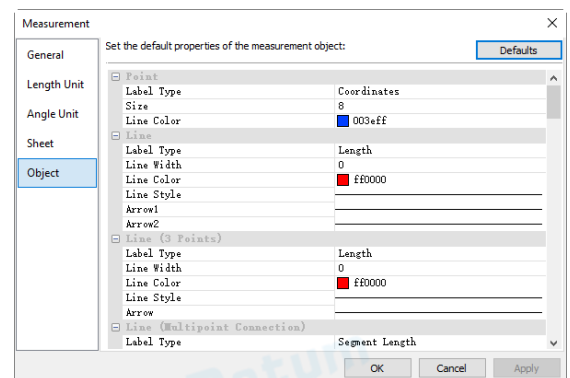 Measurement
General
Length Unit
Angle Unit
Sheet
Object
Set the default properties of the measurement object:
Defaults
Point
Label Type Coordinates
Size 8
Line Color 003eff
Line
Label Type Length
Line Width 0
Line Color ff0000
Line Style
Arrow1
Arrow2
Line (3 Points)
Label Type Length
Line Width 0
Line Color ff0000
Line Style
Arrow
Line (Multipoint Connection)
Label Type Segment Length
OK Cancel Apply